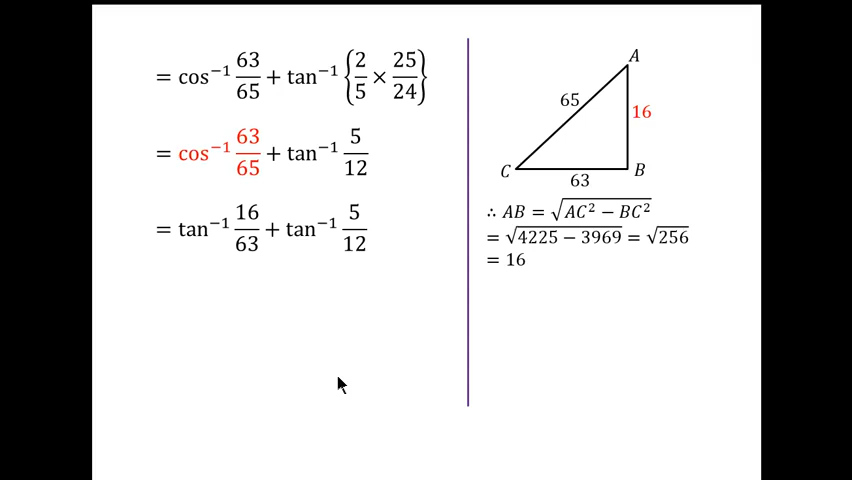 = cos⁻¹ 63/65 + tan⁻¹ {2/5 × 25/24}
= cos⁻¹ 63/65 + tan⁻¹ 5/12
= tan⁻¹ 16/63 + tan⁻¹ 5/12
A
65
16
C
B
63
∴ AB = √(AC² − BC²)
= √(4225 − 3969) = √256
= 16